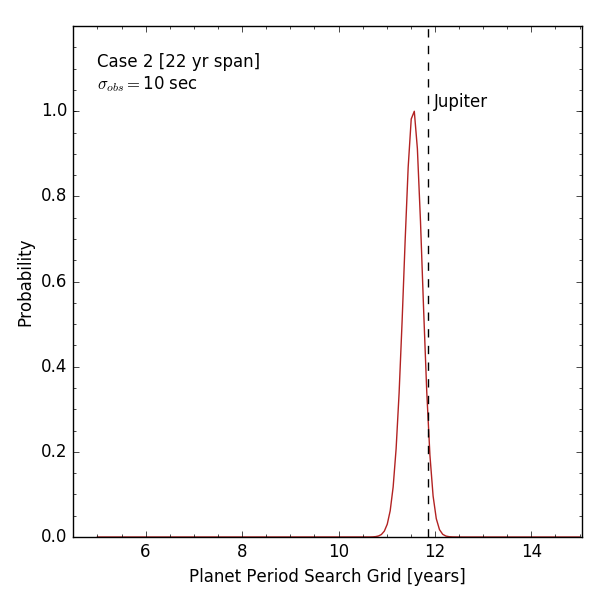 Case 2 [22 yr span]
σobs = 10 sec
Jupiter
1.0
0.8
0.6
0.4
0.2
0.0
Probability
6 8 10 12 14
Planet Period Search Grid [years]